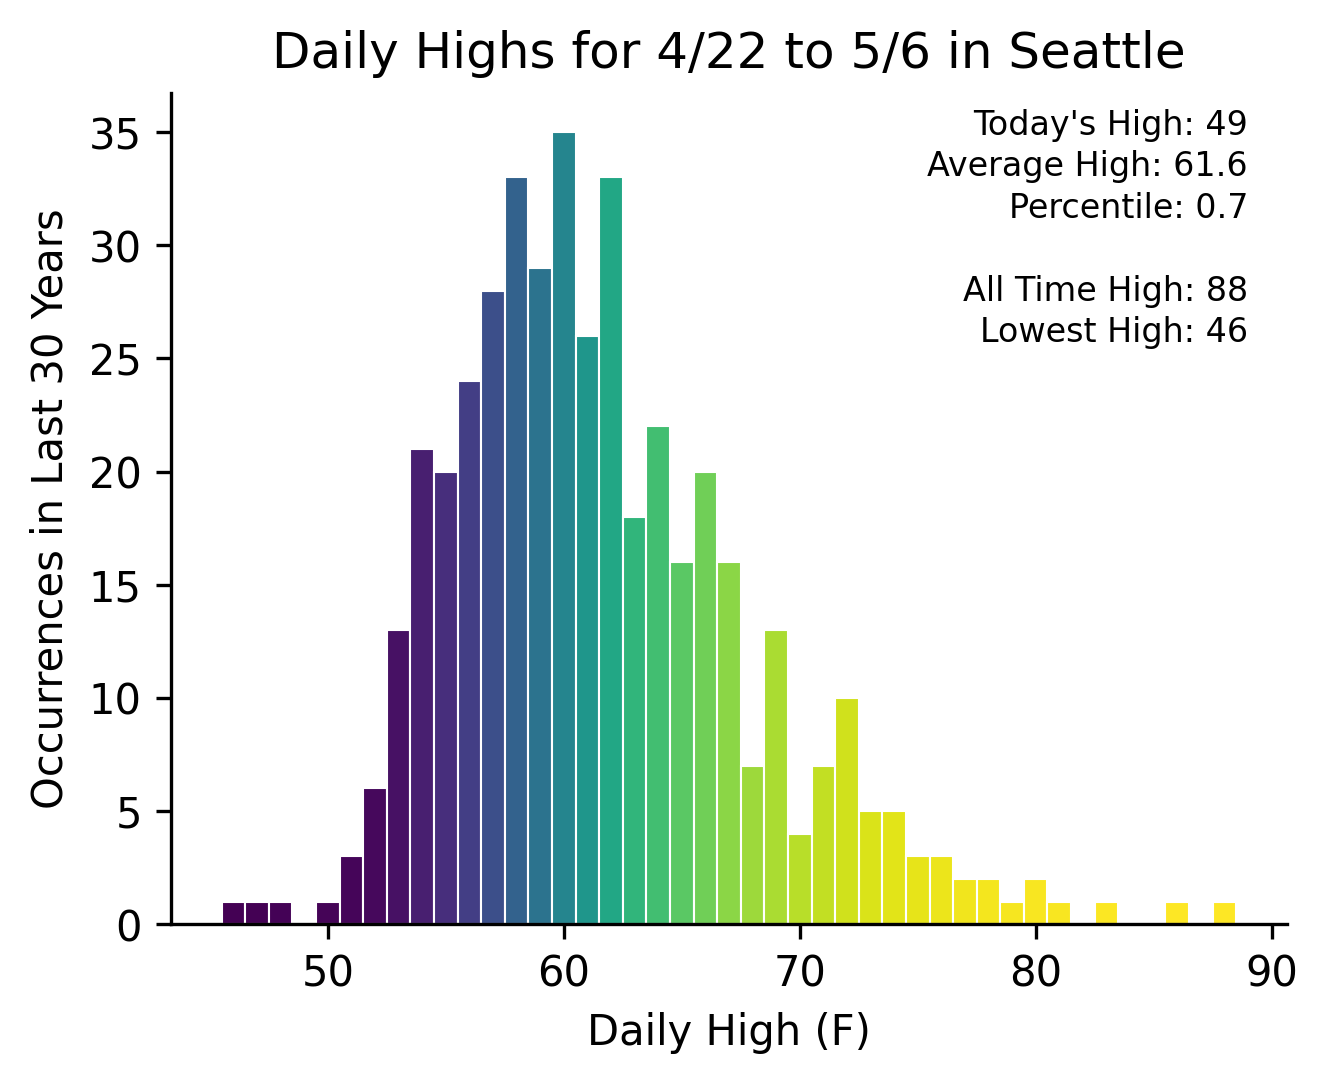 Daily Highs for 4/22 to 5/6 in Seattle
Today's High: 49
Average High: 61.6
Percentile: 0.7
All Time High: 88
Lowest High: 46
Occurrences in Last 30 Years
35
30
25
20
15
10
5
0
50 60 70 80 90
Daily High (F)